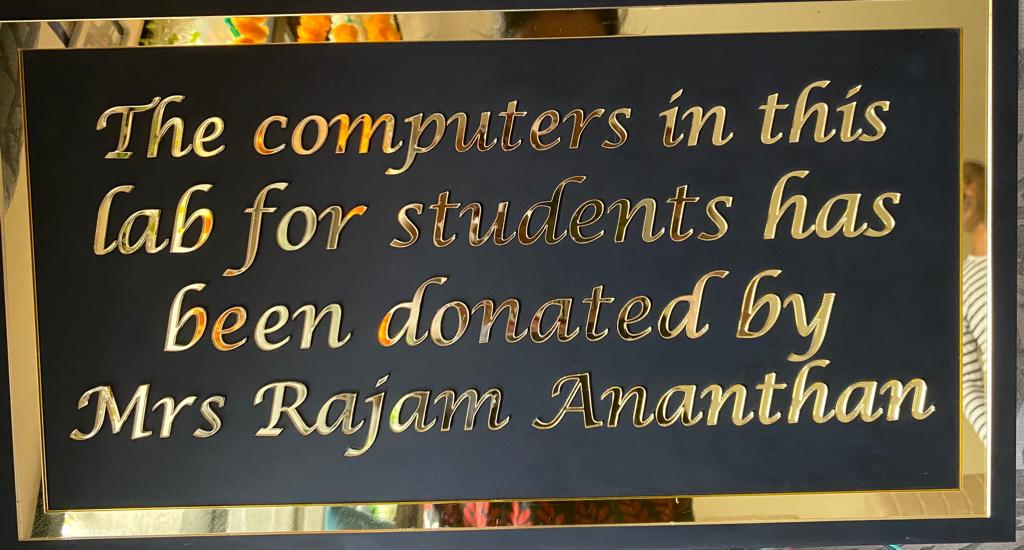 The computers in this
lab for students has
been donated by
Mrs Rajam Ananthan